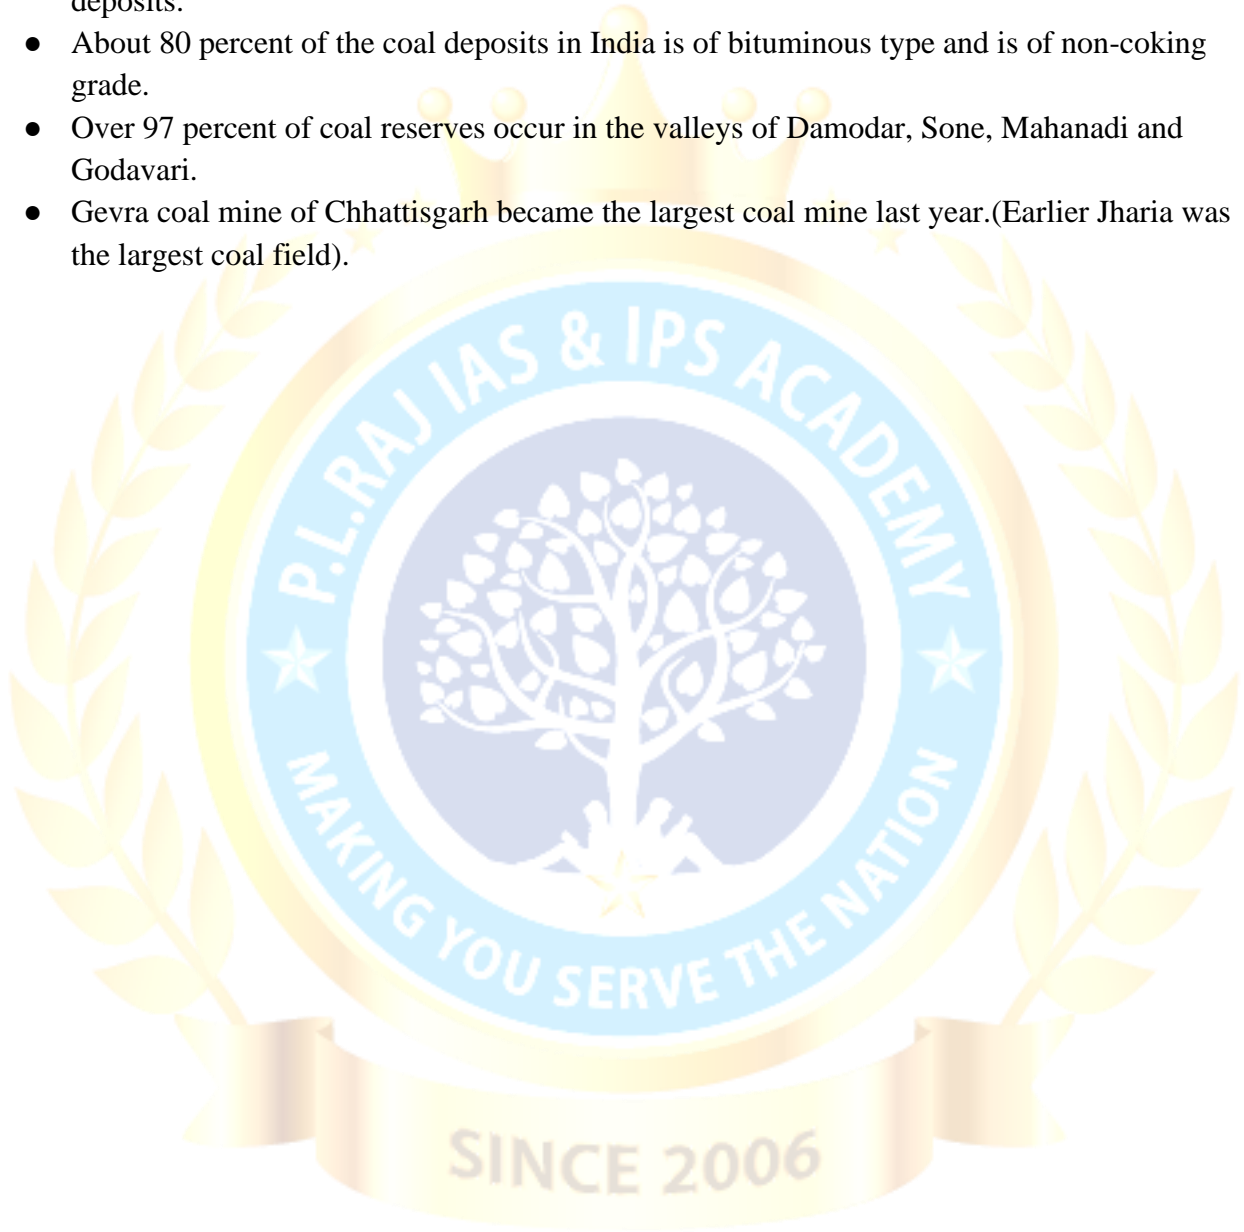 deposits.
● About 80 percent of the coal deposits in India is of bituminous type and is of non-coking
grade.
● Over 97 percent of coal reserves occur in the valleys of Damodar, Sone, Mahanadi and
Godavari.
● Gevra coal mine of Chhattisgarh became the largest coal mine last year.(Earlier Jharia was
the largest coal field).
P.L.RAJ IAS & IPS ACADEMY
MAKING YOU SERVE THE NATION
SINCE 2006